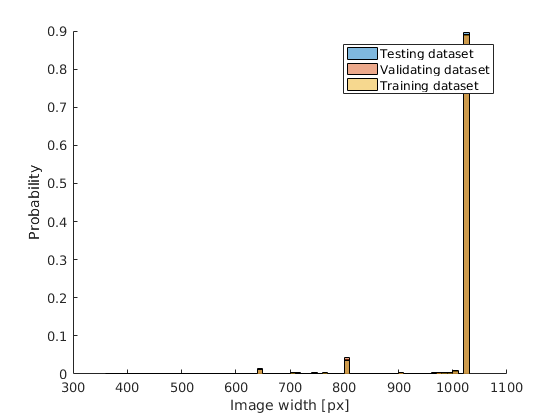 0.9
0.8
0.7
0.6
0.5
0.4
0.3
0.2
0.1
0
Probability
Testing dataset
Validating dataset
Training dataset
300 400 500 600 700 800 900 1000 1100
Image width [px]